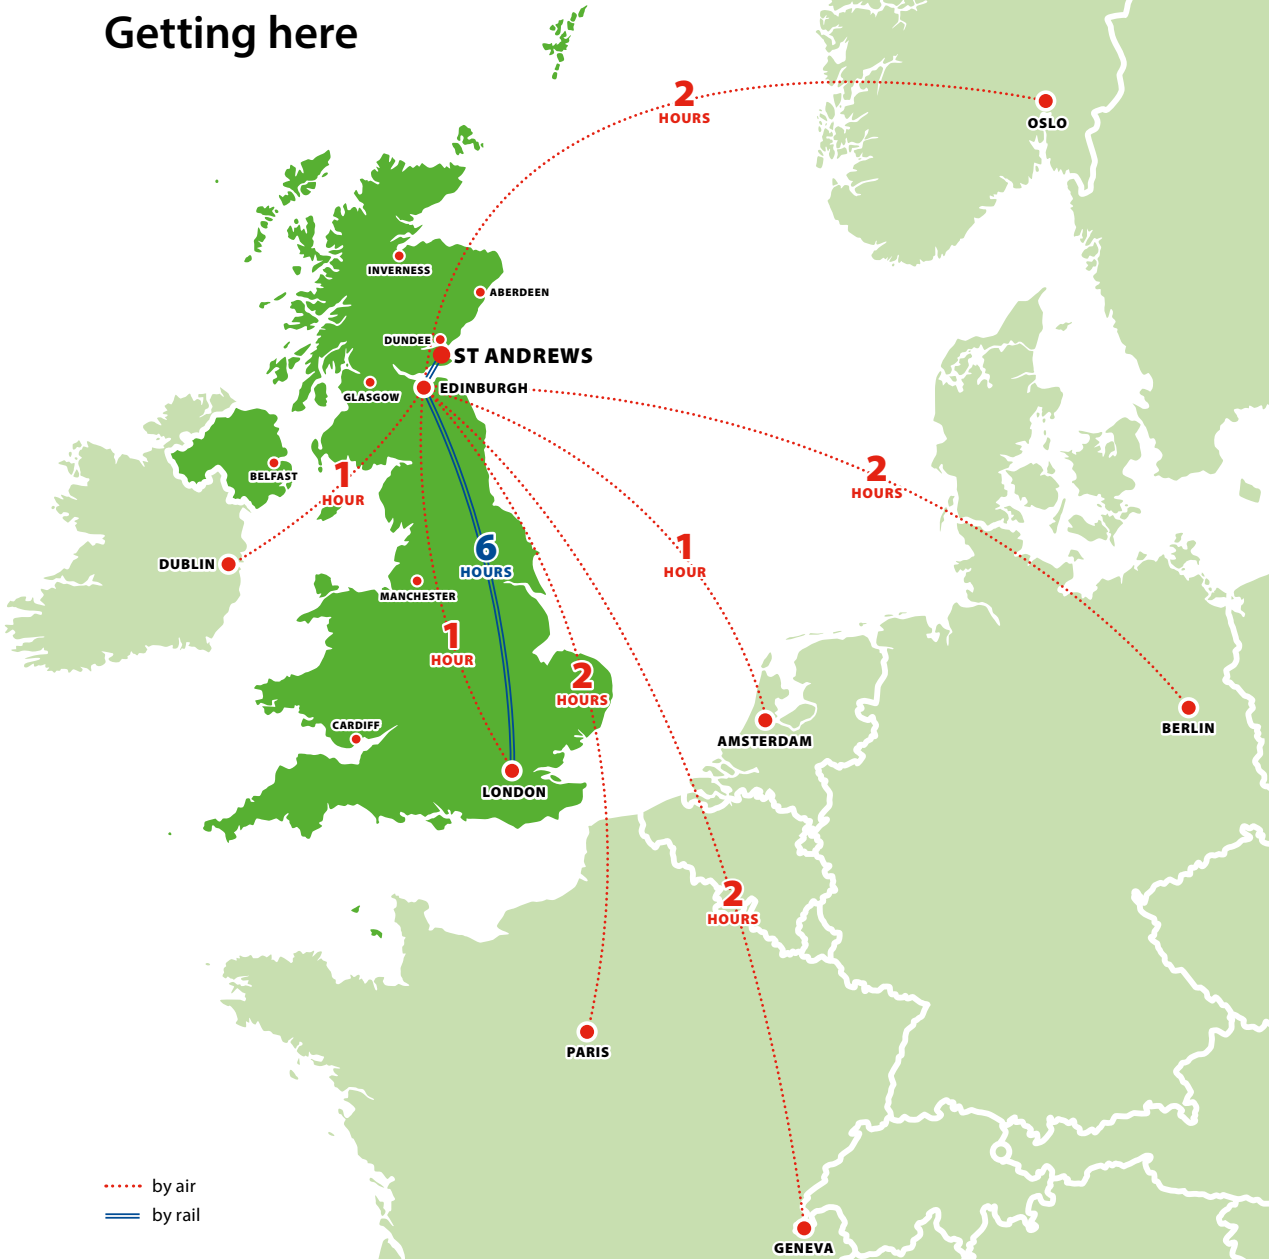 Getting here
2
HOURS
OSLO
INVERNESS
ABERDEEN
DUNDEE
ST ANDREWS
GLASGOW
EDINBURGH
BELFAST
1
HOUR
2
HOURS
DUBLIN
6
HOURS
1
HOUR
MANCHESTER
1
HOUR
2
HOURS
CARDIFF
AMSTERDAM
BERLIN
LONDON
2
HOURS
PARIS
by air
by rail
GENEVA